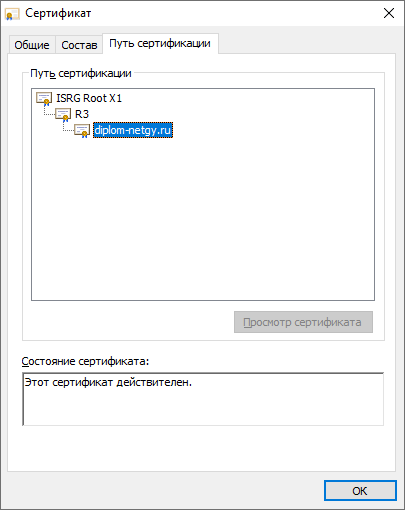 Сертификат
Общие Состав Путь сертификации
Путь сертификации
ISRG Root X1
R3
diplom-netgy.ru
Просмотр сертификата
Состояние сертификата:
Этот сертификат действителен.
ОК